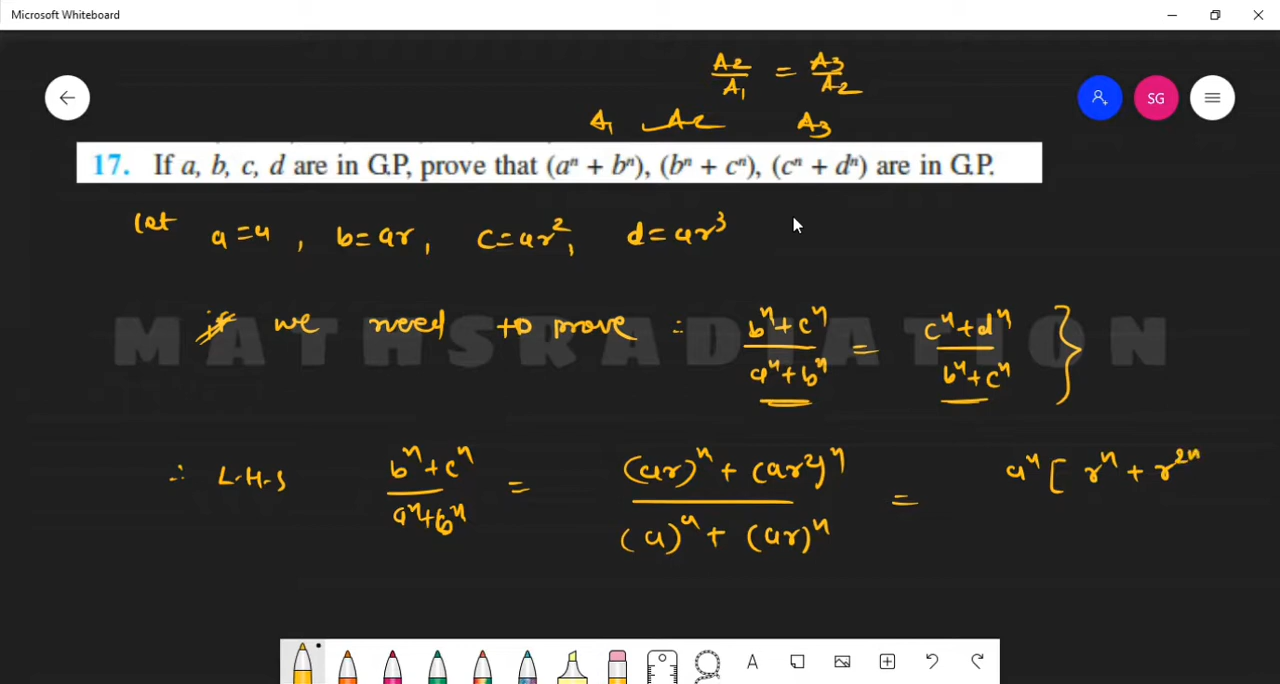 Microsoft Whiteboard
A2/A1 = A3/A2
A1 A2 A3
SG
17. If a, b, c, d are in G.P, prove that (aⁿ + bⁿ), (bⁿ + cⁿ), (cⁿ + dⁿ) are in G.P.
let a = a, b = ar, c = ar², d = ar³
we need to prove :- (bⁿ+cⁿ)/(aⁿ+bⁿ) = (cⁿ+dⁿ)/(bⁿ+cⁿ) }
MATHSRADIATION
∴ L.H.S (bⁿ+cⁿ)/(aⁿ+bⁿ) = ((ar)ⁿ + (ar²)ⁿ)/((a)ⁿ + (ar)ⁿ) = aⁿ[rⁿ + r²ⁿ
A